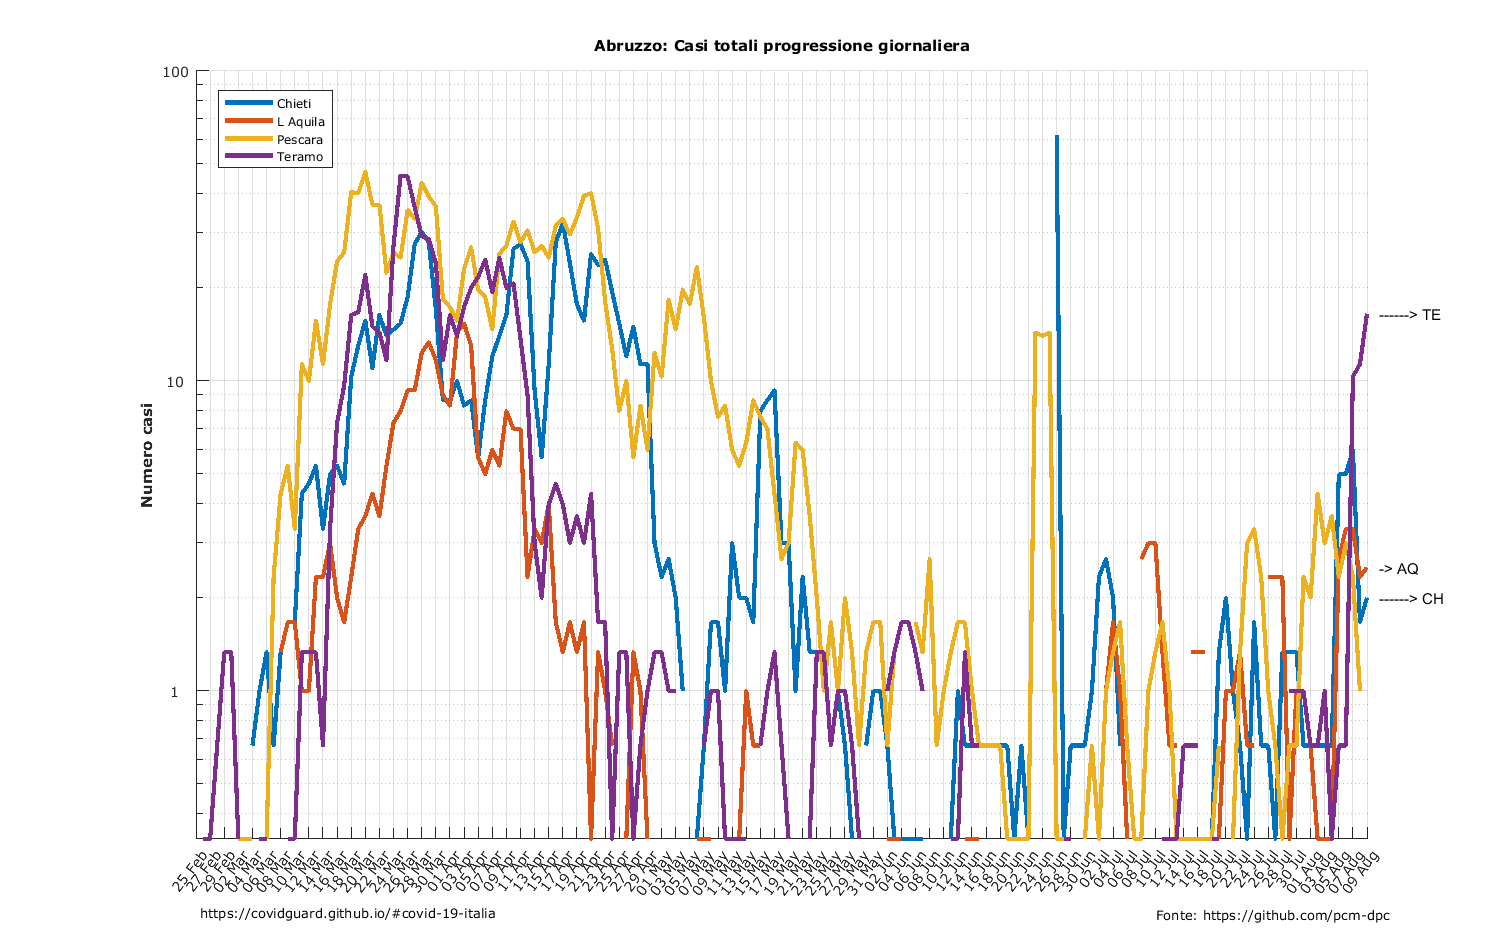 Abruzzo: Casi totali progressione giornaliera
100
10
1
Numero casi
Chieti
L Aquila
Pescara
Teramo
------> TE
-> AQ
------> CH
25 Feb
27 Feb
29 Feb
02 Mar
04 Mar
06 Mar
08 Mar
10 Mar
12 Mar
14 Mar
16 Mar
18 Mar
20 Mar
22 Mar
24 Mar
26 Mar
28 Mar
30 Mar
01 Apr
03 Apr
05 Apr
07 Apr
09 Apr
11 Apr
13 Apr
15 Apr
17 Apr
19 Apr
21 Apr
23 Apr
25 Apr
27 Apr
29 Apr
01 May
03 May
05 May
07 May
09 May
11 May
13 May
15 May
17 May
19 May
21 May
23 May
25 May
27 May
29 May
31 May
02 Jun
04 Jun
06 Jun
08 Jun
10 Jun
12 Jun
14 Jun
16 Jun
18 Jun
20 Jun
22 Jun
24 Jun
26 Jun
28 Jun
30 Jun
02 Jul
04 Jul
06 Jul
08 Jul
10 Jul
12 Jul
14 Jul
16 Jul
18 Jul
20 Jul
22 Jul
24 Jul
26 Jul
28 Jul
30 Jul
01 Aug
03 Aug
05 Aug
07 Aug
09 Aug
https://covidguard.github.io/#covid-19-italia
Fonte: https://github.com/pcm-dpc